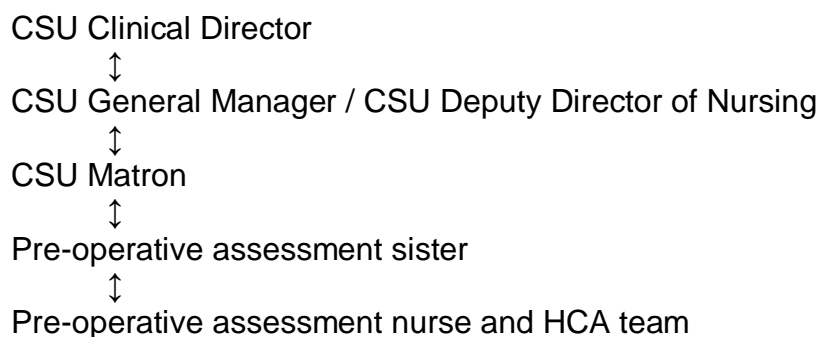 CSU Clinical Director
↕
CSU General Manager / CSU Deputy Director of Nursing
↕
CSU Matron
↕
Pre-operative assessment sister
↕
Pre-operative assessment nurse and HCA team